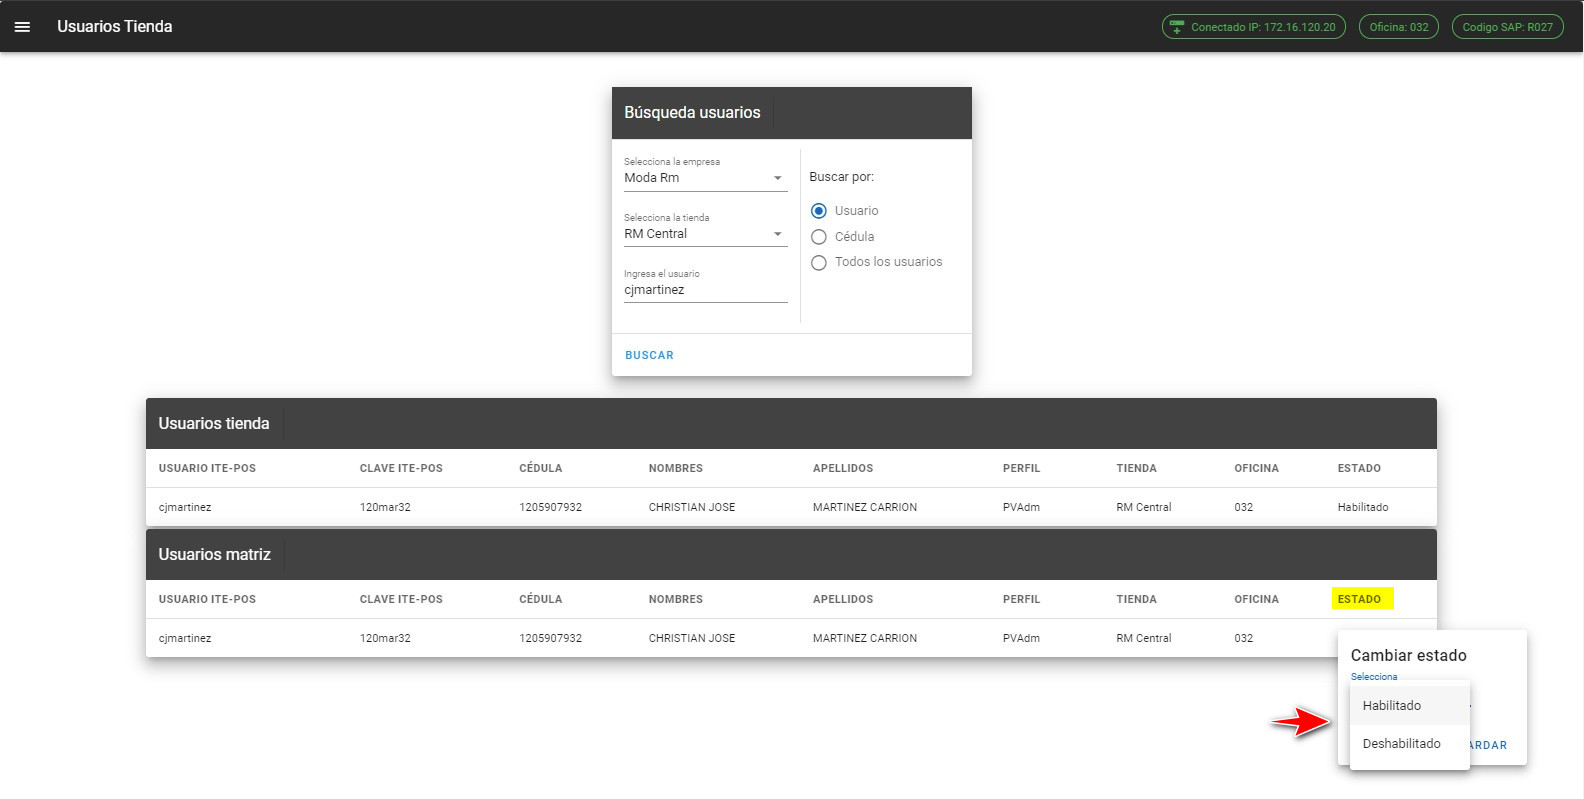 Usuarios Tienda
Conectado IP: 172.16.120.20
Oficina: 032
Codigo SAP: R027
Búsqueda usuarios
Selecciona la empresa
Moda Rm
Selecciona la tienda
RM Central
Ingresa el usuario
cjmartinez
Buscar por:
Usuario
Cédula
Todos los usuarios
BUSCAR
Usuarios tienda
USUARIO ITE-POS CLAVE ITE-POS CÉDULA NOMBRES APELLIDOS PERFIL TIENDA OFICINA ESTADO
cjmartinez 120mar32 1205907932 CHRISTIAN JOSE MARTINEZ CARRION PVAdm RM Central 032 Habilitado
Usuarios matriz
USUARIO ITE-POS CLAVE ITE-POS CÉDULA NOMBRES APELLIDOS PERFIL TIENDA OFICINA ESTADO
cjmartinez 120mar32 1205907932 CHRISTIAN JOSE MARTINEZ CARRION PVAdm RM Central 032
Cambiar estado
Selecciona
Habilitado
Deshabilitado
ARDAR